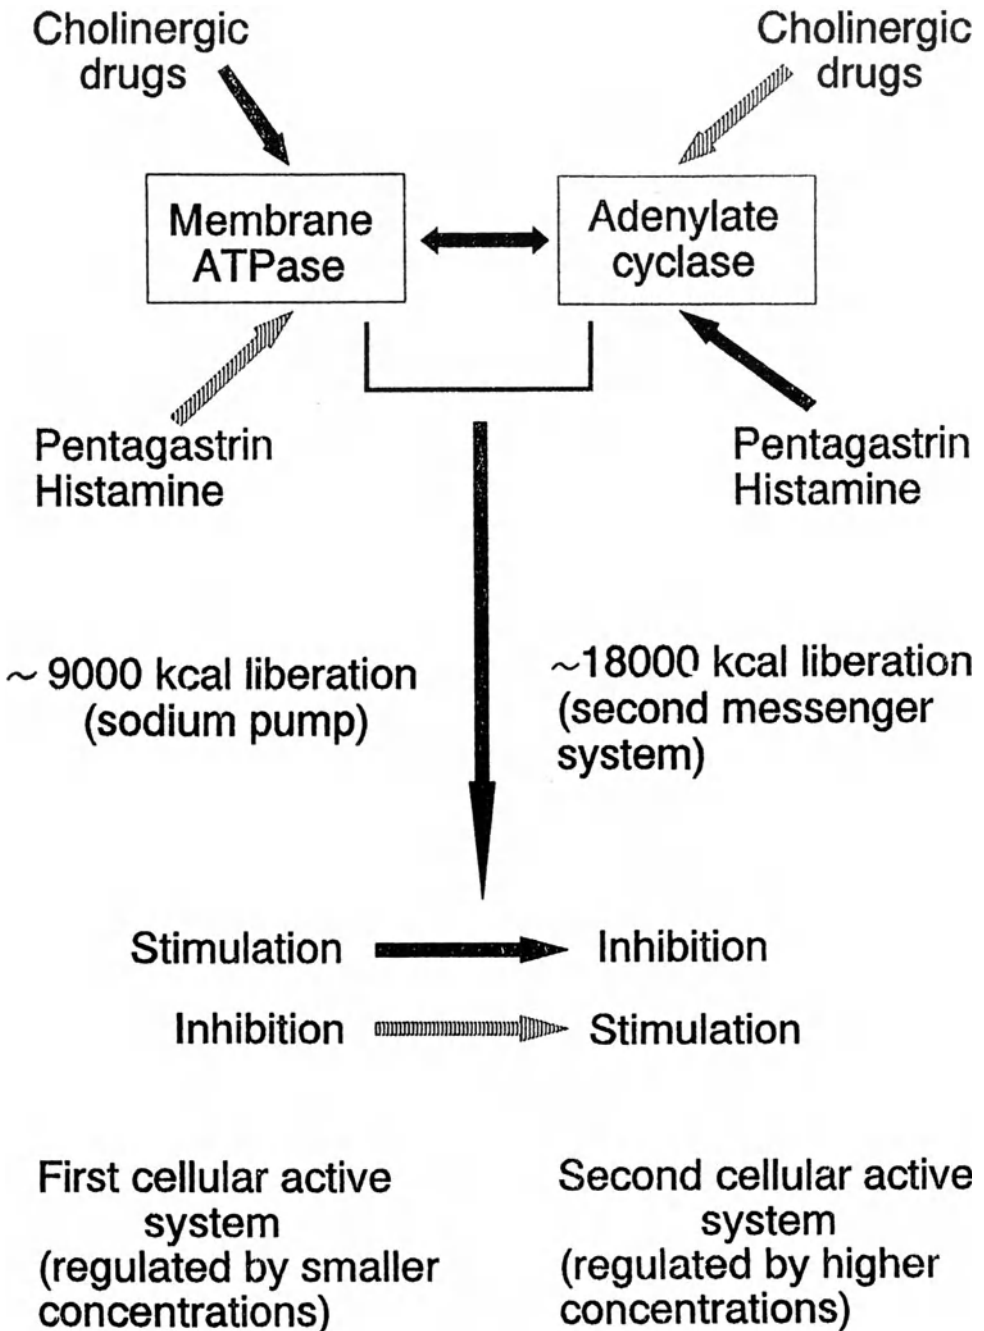 Cholinergic
drugs
Cholinergic
drugs
Membrane
ATPase
Adenylate
cyclase
Pentagastrin
Histamine
Pentagastrin
Histamine
~ 9000 kcal liberation
(sodium pump)
~18000 kcal liberation
(second messenger
system)
Stimulation
Inhibition
Inhibition
Stimulation
First cellular active
system
(regulated by smaller
concentrations)
Second cellular active
system
(regulated by higher
concentrations)